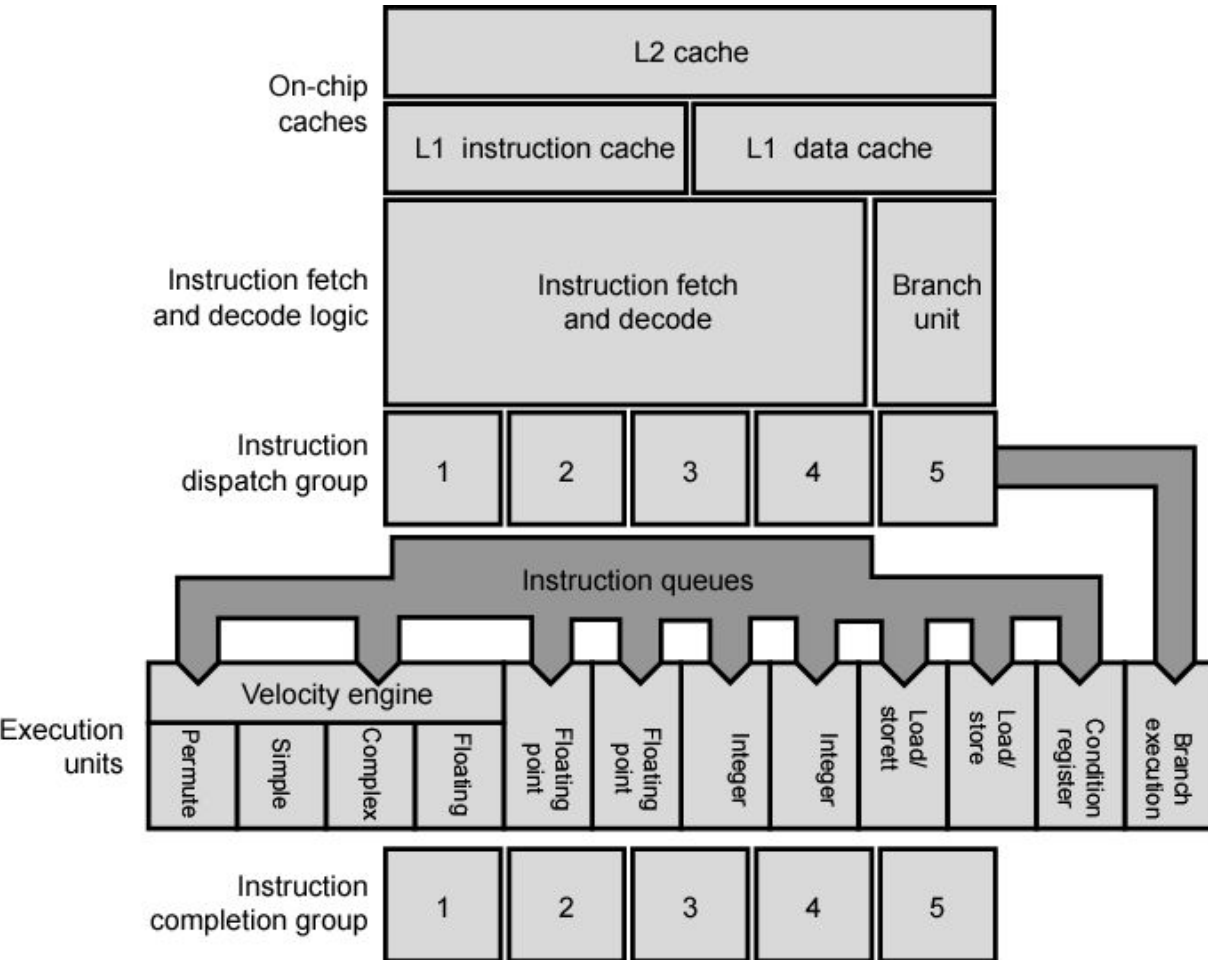 L2 cache
On-chip
caches
L1 instruction cache
L1 data cache
Instruction fetch
and decode logic
Instruction fetch
and decode
Branch
unit
Instruction
dispatch group
1
2
3
4
5
Instruction queues
Velocity engine
Execution
units
Permute
Simple
Complex
Floating
Floating
point
Floating
point
Integer
Integer
Load/
storett
Load/
store
Condition
register
Branch
execution
Instruction
completion group
1
2
3
4
5